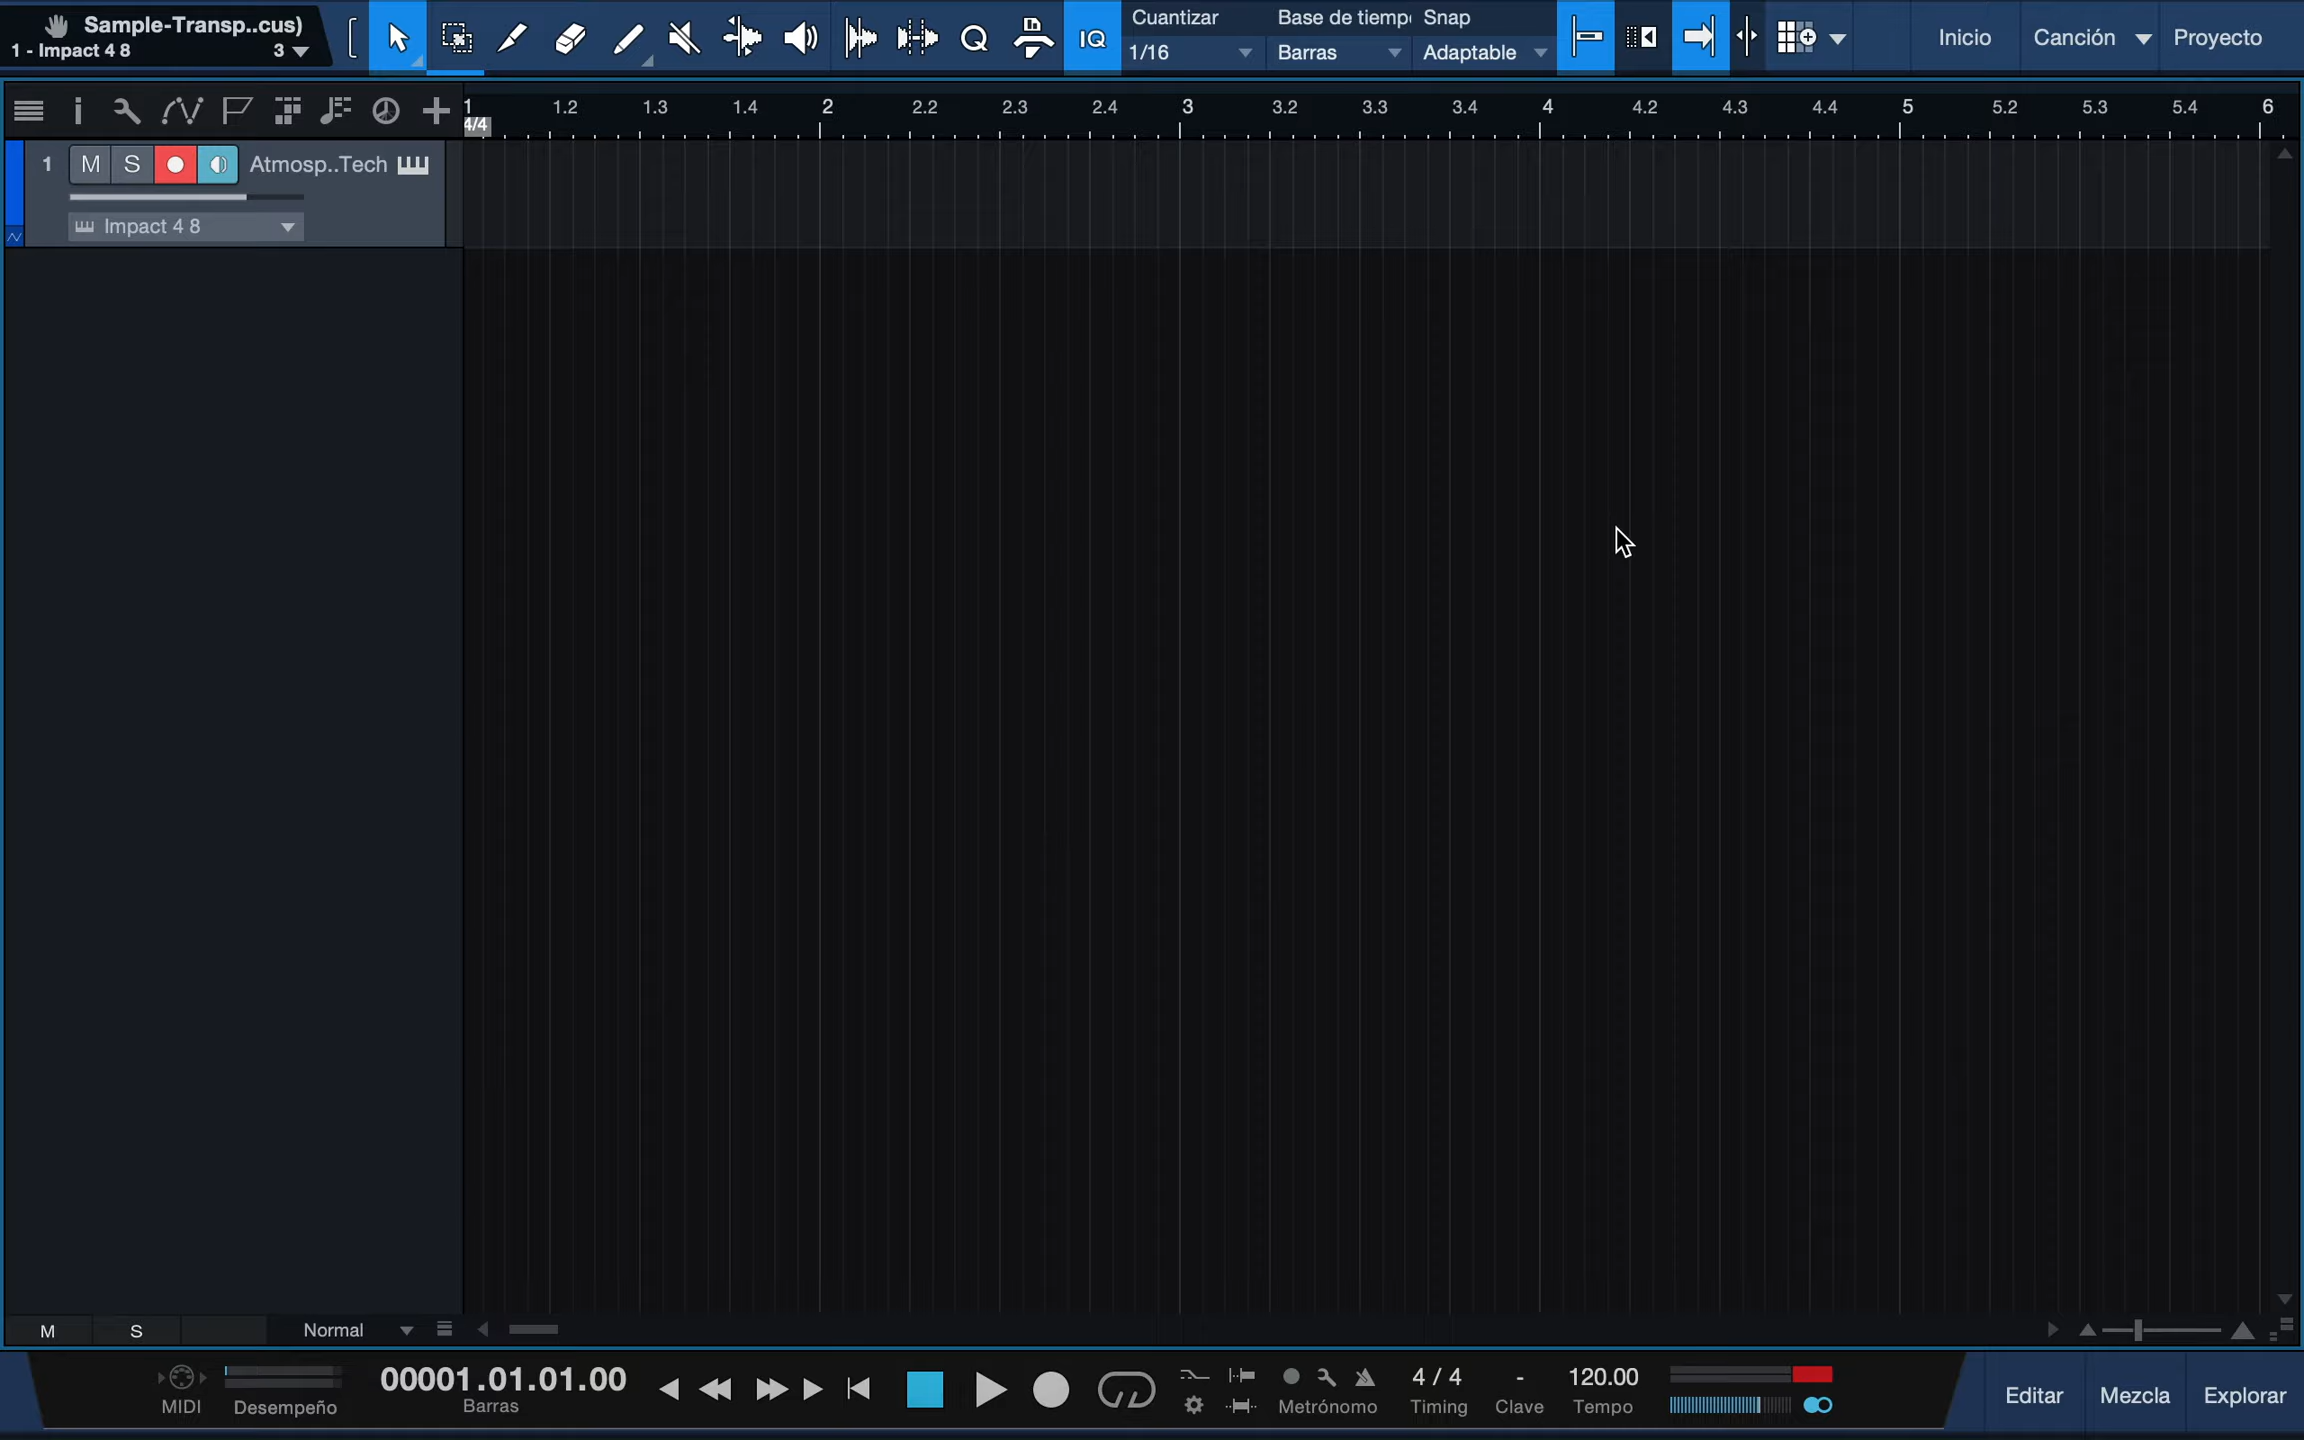 Sample-Transp..cus)
1 - Impact 4 8 3
IQ
Cuantizar Base de tiemp Snap
1/16 Barras Adaptable
Inicio Canción Proyecto
1 1.2 1.3 1.4 2 2.2 2.3 2.4 3 3.2 3.3 3.4 4 4.2 4.3 4.4 5 5.2 5.3 5.4 6
4/4
1 M S Atmosp..Tech
Impact 4 8
M S Normal
MIDI Desempeño
00001.01.01.00
Barras
Metrónomo
4 / 4 - 120.00
Timing Clave Tempo
Editar Mezcla Explorar